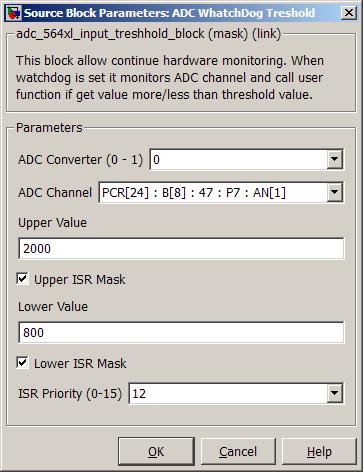 Source Block Parameters: ADC WhatchDog Treshold
adc_564xl_input_treshhold_block (mask) (link)
This block allow continue hardware monitoring. When
watchdog is set it monitors ADC channel and call user
function if get value more/less than threshold value.
Parameters
ADC Converter (0 - 1) 0
ADC Channel PCR[24] : B[8] : 47 : P7 : AN[1]
Upper Value
2000
Upper ISR Mask
Lower Value
800
Lower ISR Mask
ISR Priority (0-15) 12
OK Cancel Help